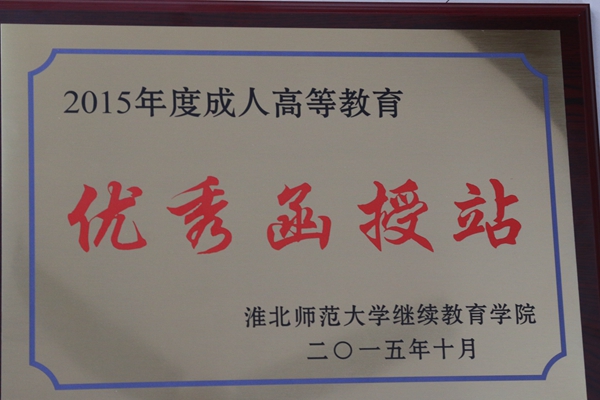 2015年度成人高等教育
优秀函授站
淮北师范大学继续教育学院
二〇一五年十月